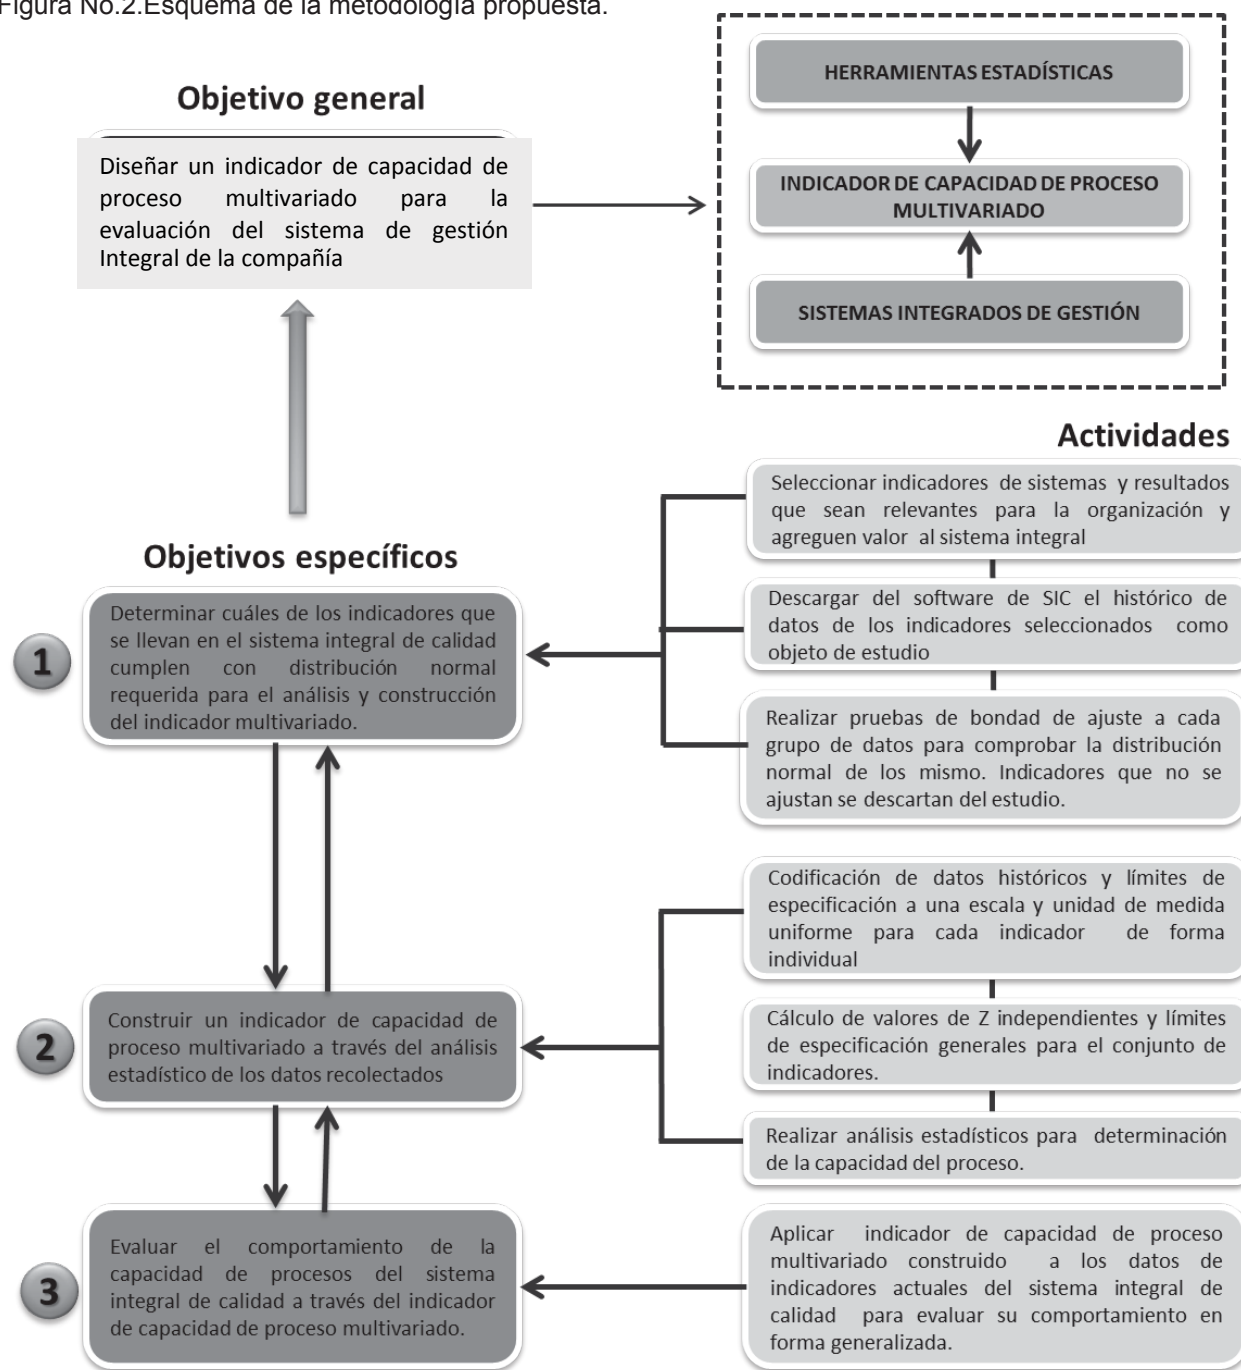 Figura No.2.Esquema de la metodología propuesta.
Objetivo general
Diseñar un indicador de capacidad de
proceso multivariado para la
evaluación del sistema de gestión
Integral de la compañía
HERRAMIENTAS ESTADÍSTICAS
INDICADOR DE CAPACIDAD DE PROCESO
MULTIVARIADO
SISTEMAS INTEGRADOS DE GESTIÓN
Objetivos específicos
1
Determinar cuáles de los indicadores que
se llevan en el sistema integral de calidad
cumplen con distribución normal
requerida para el análisis y construcción
del indicador multivariado.
2
Construir un indicador de capacidad de
proceso multivariado a través del análisis
estadístico de los datos recolectados
3
Evaluar el comportamiento de la
capacidad de procesos del sistema
integral de calidad a través del indicador
de capacidad de proceso multivariado.
Actividades
Seleccionar indicadores de sistemas y resultados
que sean relevantes para la organización y
agreguen valor al sistema integral
Descargar del software de SIC el histórico de
datos de los indicadores seleccionados como
objeto de estudio
Realizar pruebas de bondad de ajuste a cada
grupo de datos para comprobar la distribución
normal de los mismo. Indicadores que no se
ajustan se descartan del estudio.
Codificación de datos históricos y límites de
especificación a una escala y unidad de medida
uniforme para cada indicador de forma
individual
Cálculo de valores de Z independientes y límites
de especificación generales para el conjunto de
indicadores.
Realizar análisis estadísticos para determinación
de la capacidad del proceso.
Aplicar indicador de capacidad de proceso
multivariado construido a los datos de
indicadores actuales del sistema integral de
calidad para evaluar su comportamiento en
forma generalizada.